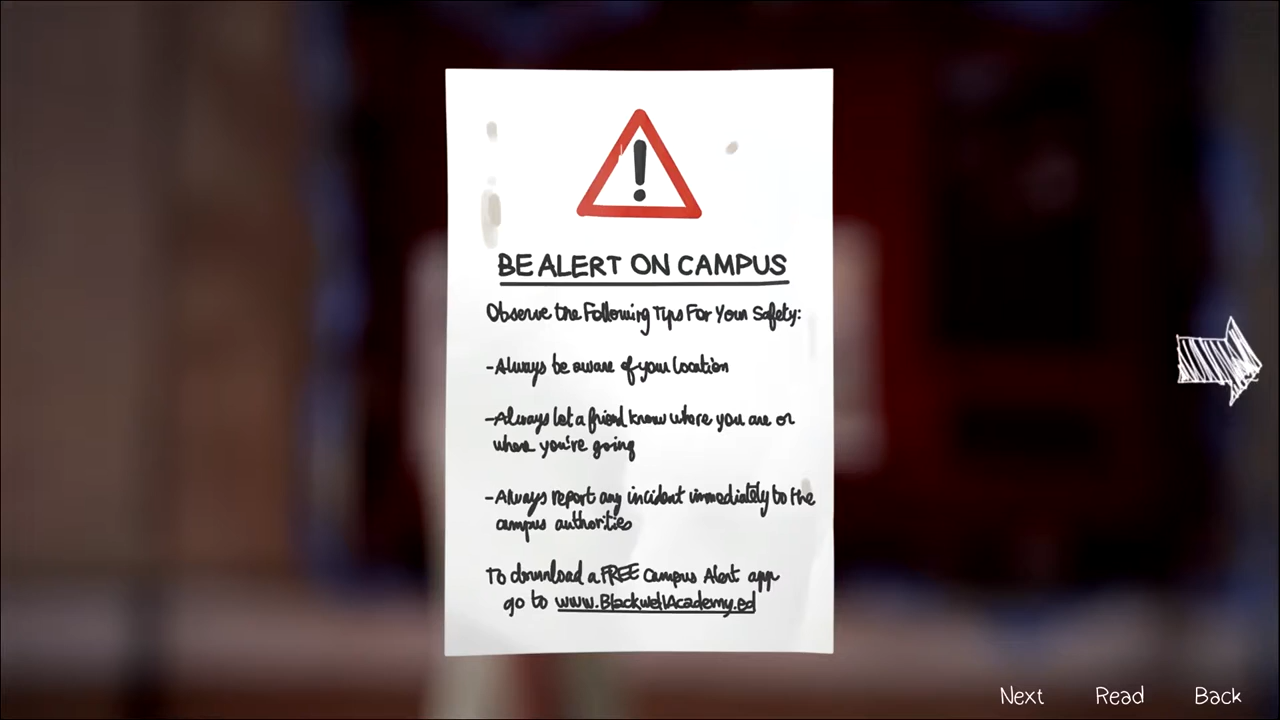 !
BE ALERT ON CAMPUS
Observe the Following Tips For Your Safety:
-Always be aware of your location
-Always let a friend know where you are or
where you're going
-Always report any incident immediately to the
campus authorities
To download a FREE Campus Alert app
go to www.BlackwellAcademy.ed
Next Read Back